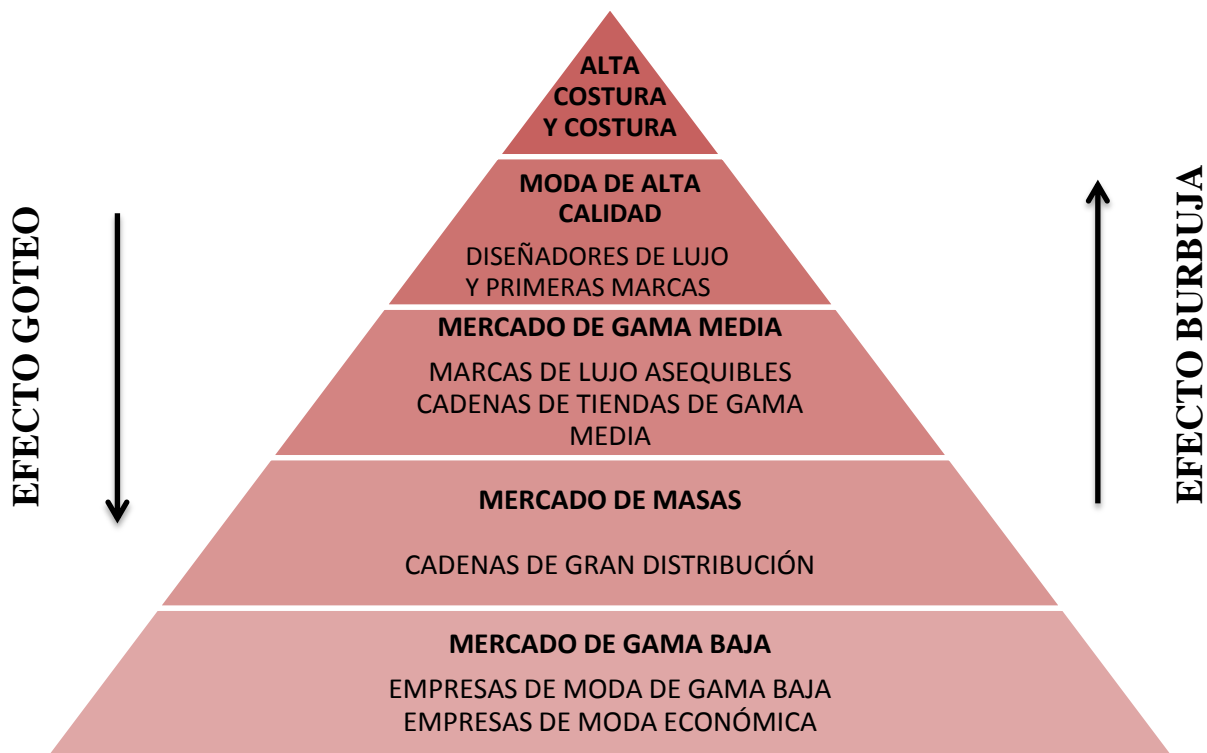 ALTA
COSTURA
Y COSTURA
MODA DE ALTA
CALIDAD
DISEÑADORES DE LUJO
Y PRIMERAS MARCAS
MERCADO DE GAMA MEDIA
MARCAS DE LUJO ASEQUIBLES
CADENAS DE TIENDAS DE GAMA
MEDIA
MERCADO DE MASAS
CADENAS DE GRAN DISTRIBUCIÓN
MERCADO DE GAMA BAJA
EMPRESAS DE MODA DE GAMA BAJA
EMPRESAS DE MODA ECONÓMICA
EFECTO GOTEO
EFECTO BURBUJA